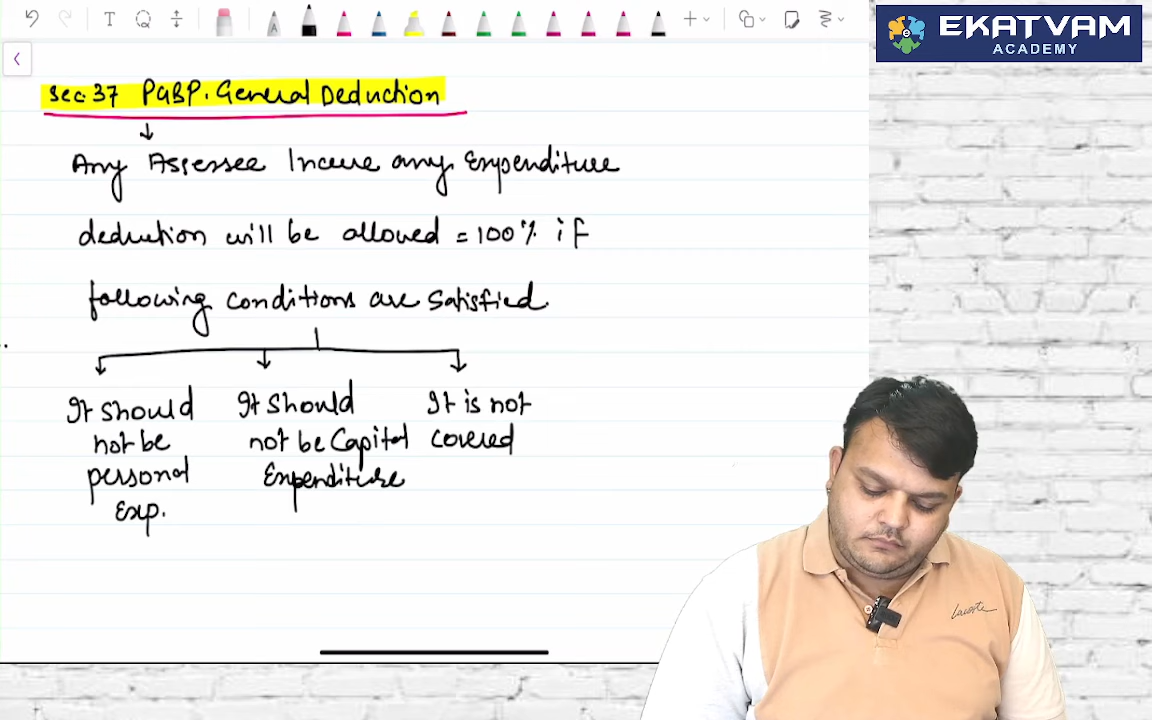 EKATVAM
ACADEMY
Sec 37 PGBP. General Deduction
Any Assessee Incure any Expenditure
deduction will be allowed = 100% if
following conditions are satisfied
It should not be personal Exp.
It should not be Capital Expenditure
It is not covered
Lacoste